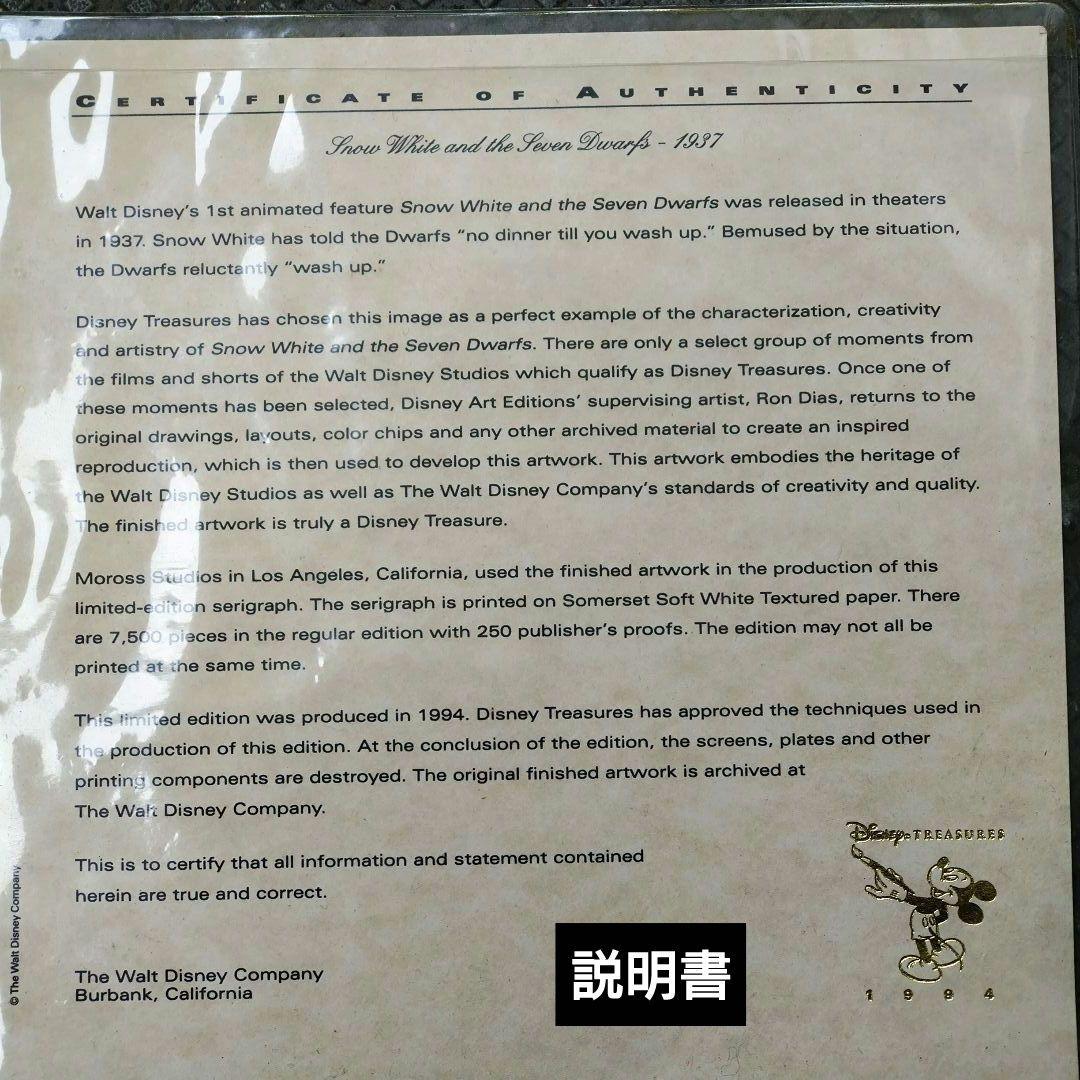 CERTIFICATE OF AUTHENTICITY
Snow White and the Seven Dwarfs - 1937
Walt Disney's 1st animated feature Snow White and the Seven Dwarfs was released in theaters
in 1937. Snow White has told the Dwarfs “no dinner till you wash up.” Bemused by the situation,
the Dwarfs reluctantly “wash up.”
Disney Treasures has chosen this image as a perfect example of the characterization, creativity
and artistry of Snow White and the Seven Dwarfs. There are only a select group of moments from
the films and shorts of the Walt Disney Studios which qualify as Disney Treasures. Once one of
these moments has been selected, Disney Art Editions' supervising artist, Ron Dias, returns to the
original drawings, layouts, color chips and any other archived material to create an inspired
reproduction, which is then used to develop this artwork. This artwork embodies the heritage of
the Walt Disney Studios as well as The Walt Disney Company's standards of creativity and quality.
The finished artwork is truly a Disney Treasure.
Moross Studios in Los Angeles, California, used the finished artwork in the production of this
limited-edition serigraph. The serigraph is printed on Somerset Soft White Textured paper. There
are 7,500 pieces in the regular edition with 250 publisher's proofs. The edition may not all be
printed at the same time.
This limited edition was produced in 1994. Disney Treasures has approved the techniques used in
the production of this edition. At the conclusion of the edition, the screens, plates and other
printing components are destroyed. The original finished artwork is archived at
The Walt Disney Company.
This is to certify that all information and statement contained
herein are true and correct.
The Walt Disney Company
Burbank, California
© The Walt Disney Company
Disney's TREASURES
1994
説明書